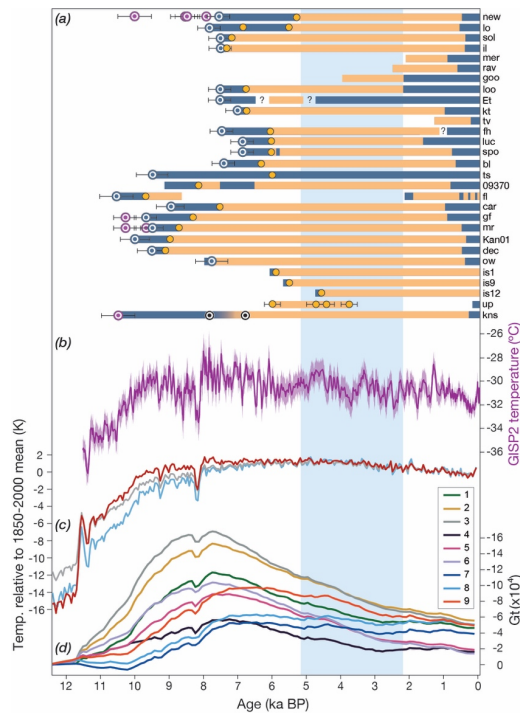 (a)
new
lo
sol
il
mer
rav
goo
loo
? ? Et
kt
tv
? fh
luc
spo
bl
ts
09370
fl
car
gf
mr
Kan01
dec
ow
is1
is9
is12
up
kns
(b)
-26
-28
-30
-32
-34
-36
GISP2 temperature (ºC)
Temp. relative to 1850-2000 mean (K)
2
0
-2
-4
-6
-8
-10
-12
-14
-16
(c)
1
2
3
4
5
6
7
8
9
-16
-14
-12
-10
-8
-6
-4
-2
0
Gt(x10⁴)
(d)
12 11 10 9 8 7 6 5 4 3 2 1 0
Age (ka BP)